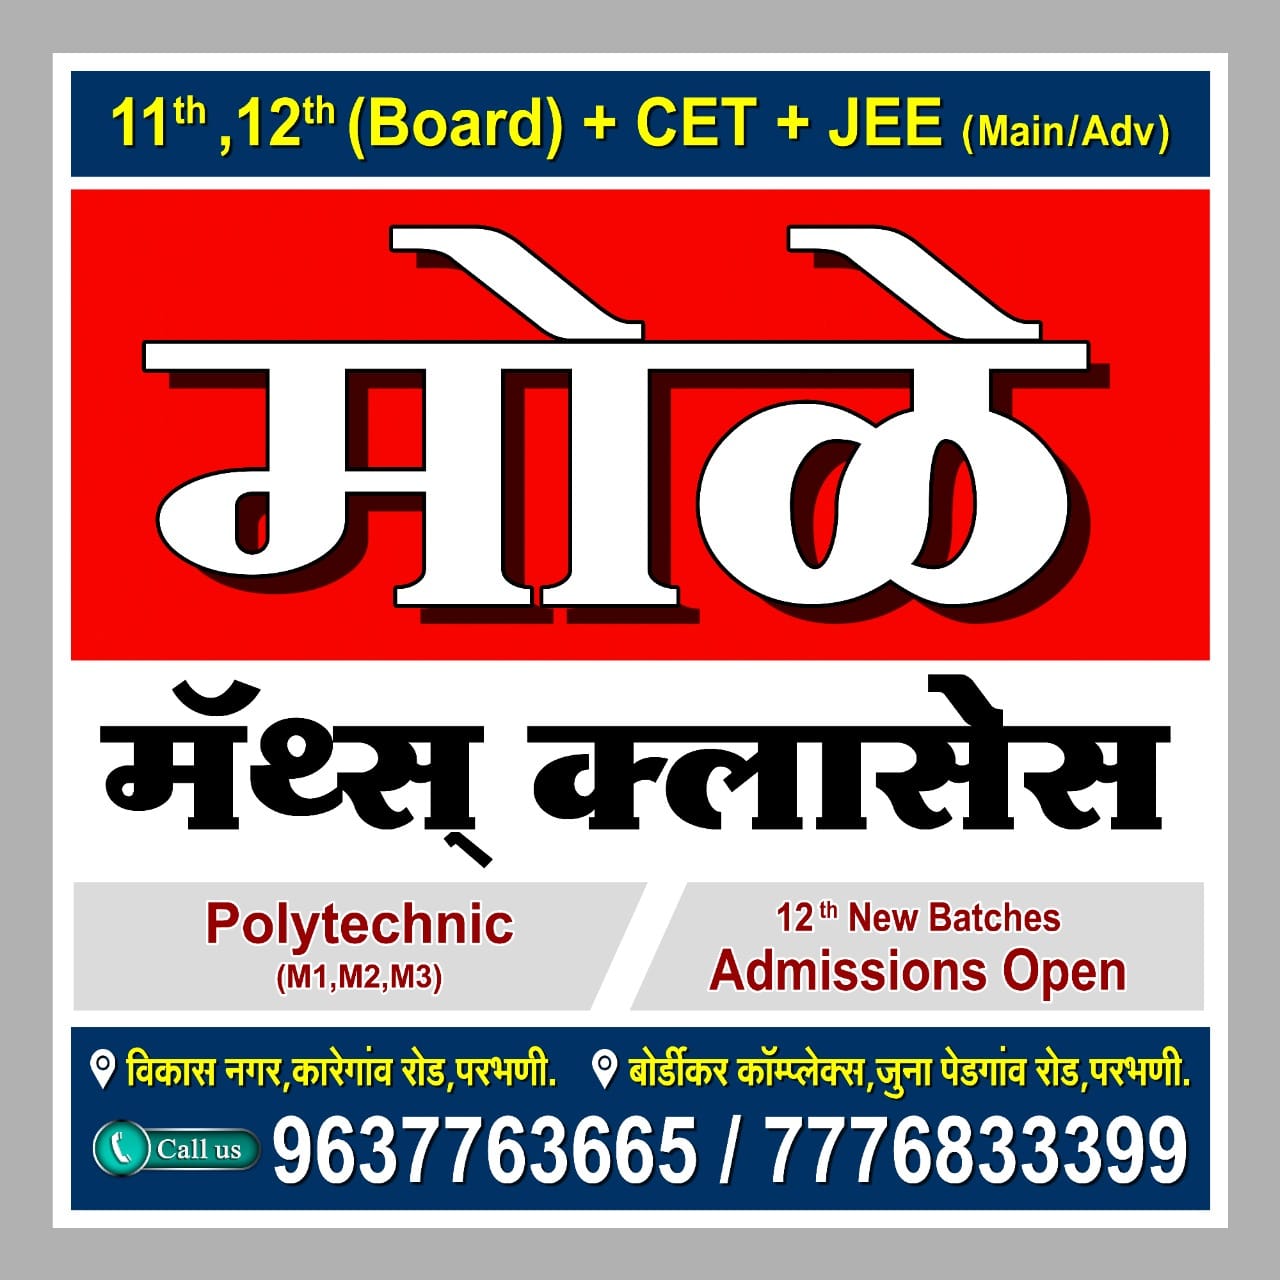 11th ,12th (Board) + CET + JEE (Main/Adv)
मोळे
मॅथ्स् क्लासेस
Polytechnic
(M1,M2,M3)
12th New Batches
Admissions Open
विकास नगर,कारेगांव रोड,परभणी.
बोर्डीकर कॉम्प्लेक्स,जुना पेडगांव रोड,परभणी.
Call us 9637763665 / 7776833399